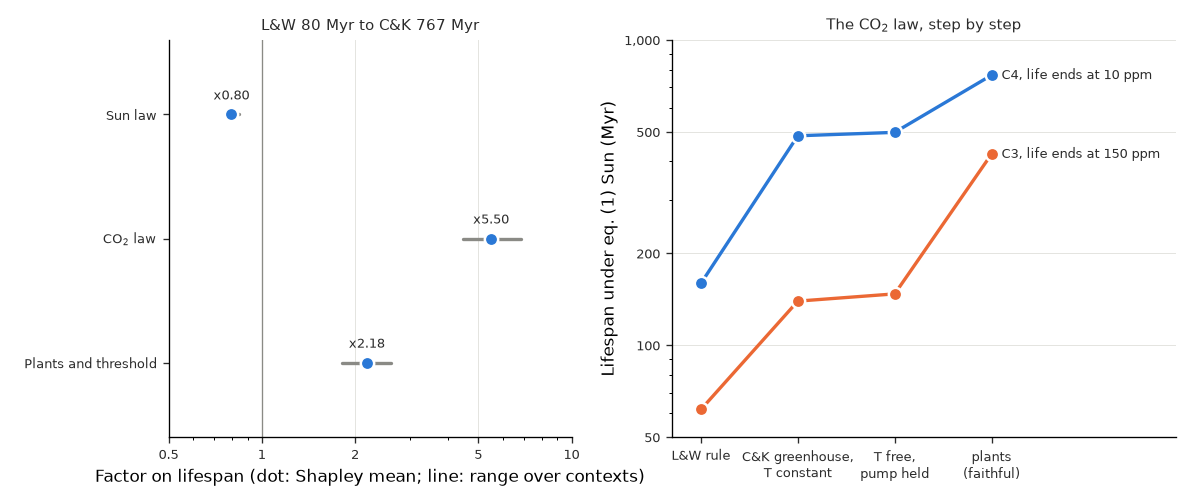 L&W 80 Myr to C&K 767 Myr
Sun law
CO₂ law
Plants and threshold
x0.80
x5.50
x2.18
0.5
1
2
5
10
Factor on lifespan (dot: Shapley mean; line: range over contexts)
The CO₂ law, step by step
Lifespan under eq. (1) Sun (Myr)
1,000
500
200
100
50
C4, life ends at 10 ppm
C3, life ends at 150 ppm
L&W rule
C&K greenhouse,
T constant
T free,
pump held
plants
(faithful)